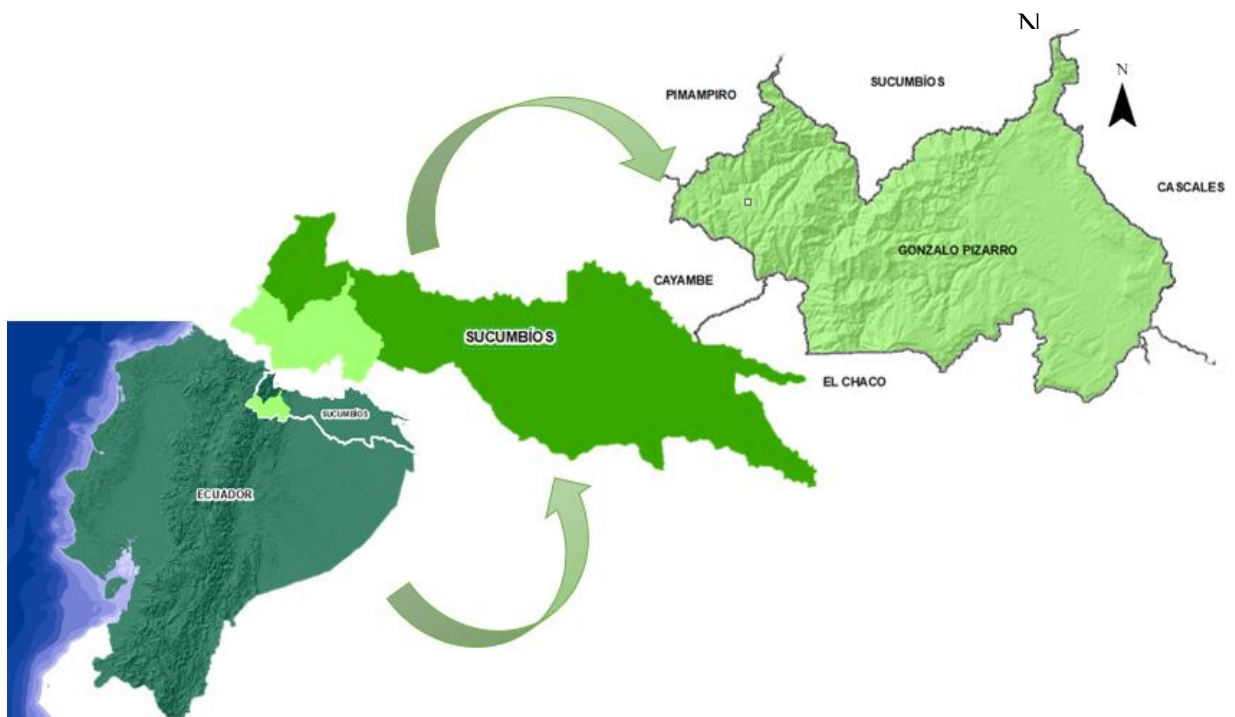 N
N
PIMAMPIRO
SUCUMBÍOS
CASCALES
GONZALO PIZARRO
CAYAMBE
EL CHACO
SUCUMBÍOS
SUCUMBÍOS
ECUADOR